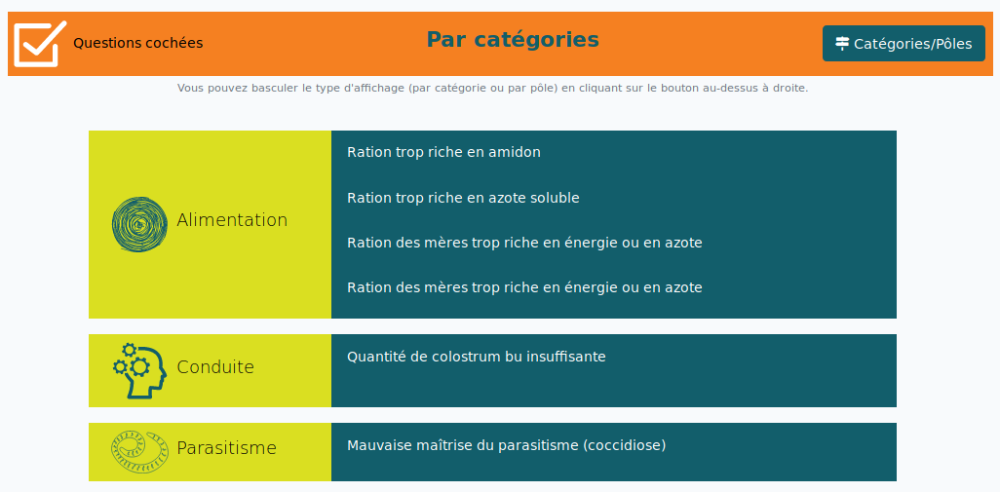 Questions cochées
Par catégories
Catégories/Pôles
Vous pouvez basculer le type d'affichage (par catégorie ou par pôle) en cliquant sur le bouton au-dessus à droite.
Alimentation
Ration trop riche en amidon
Ration trop riche en azote soluble
Ration des mères trop riche en énergie ou en azote
Ration des mères trop riche en énergie ou en azote
Conduite
Quantité de colostrum bu insuffisante
Parasitisme
Mauvaise maîtrise du parasitisme (coccidiose)